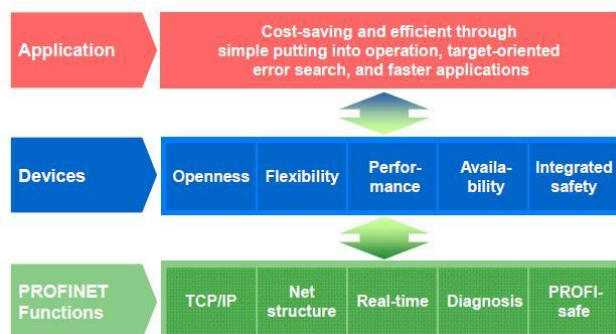 Application
Cost-saving and efficient through
simple putting into operation, target-oriented
error search, and faster applications
Devices
Openness
Flexibility
Perfor-
mance
Availa-
bility
Integrated
safety
PROFINET
Functions
TCP/IP
Net
structure
Real-time
Diagnosis
PROFI-
safe